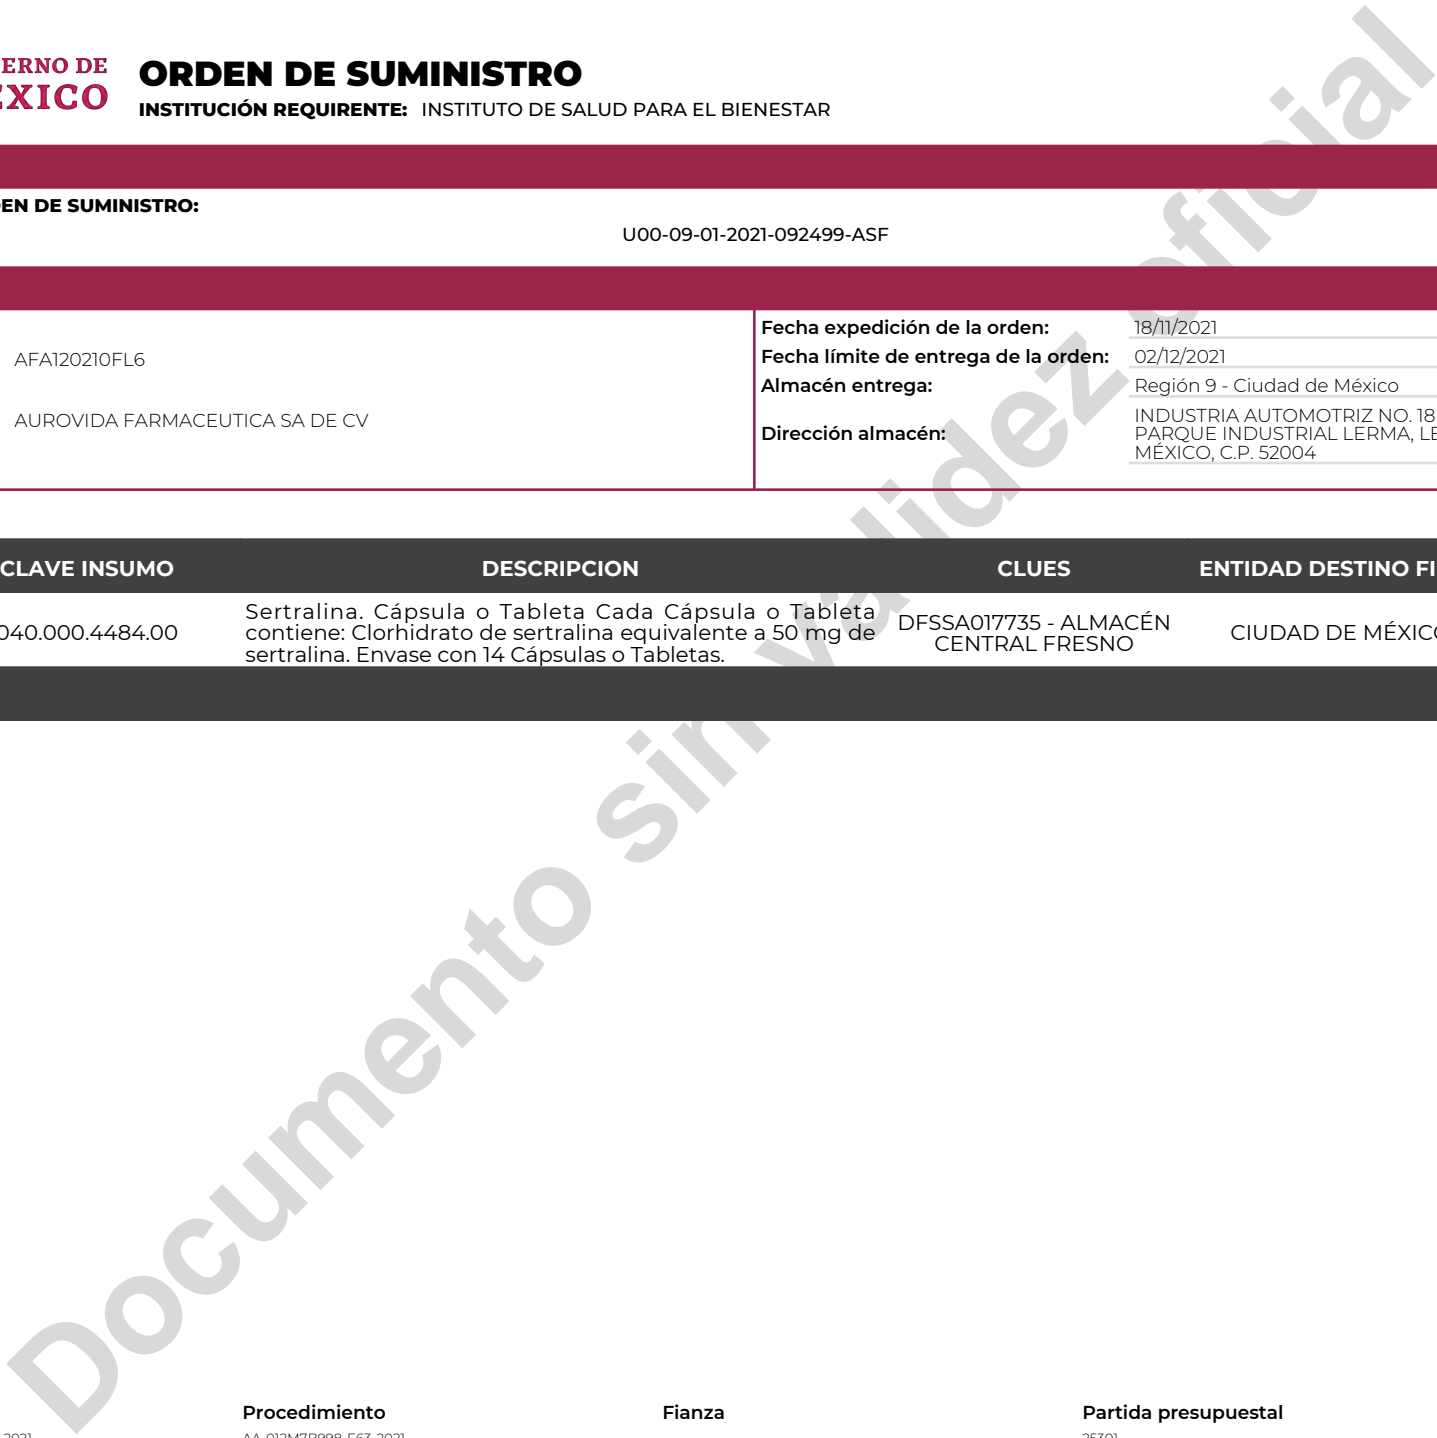 ERNO DE
ORDEN DE SUMINISTRO
XICO
INSTITUCIÓN REQUIRENTE: INSTITUTO DE SALUD PARA EL BIENESTAR
EN DE SUMINISTRO:
U00-09-01-2021-092499-ASF
AFA120210FL6
AUROVIDA FARMACEUTICA SA DE CV
Fecha expedición de la orden: 18/11/2021
Fecha límite de entrega de la orden: 02/12/2021
Almacén entrega: Región 9 - Ciudad de México
Dirección almacén: INDUSTRIA AUTOMOTRIZ NO. 18
PARQUE INDUSTRIAL LERMA, LE
MÉXICO, C.P. 52004
CLAVE INSUMO DESCRIPCION CLUES ENTIDAD DESTINO FI
040.000.4484.00
Sertralina. Cápsula o Tableta Cada Cápsula o Tableta
contiene: Clorhidrato de sertralina equivalente a 50 mg de
sertralina. Envase con 14 Cápsulas o Tabletas.
DFSSA017735 - ALMACÉN
CENTRAL FRESNO
CIUDAD DE MÉXICO
Documento sin validez oficial
Procedimiento Fianza Partida presupuestal